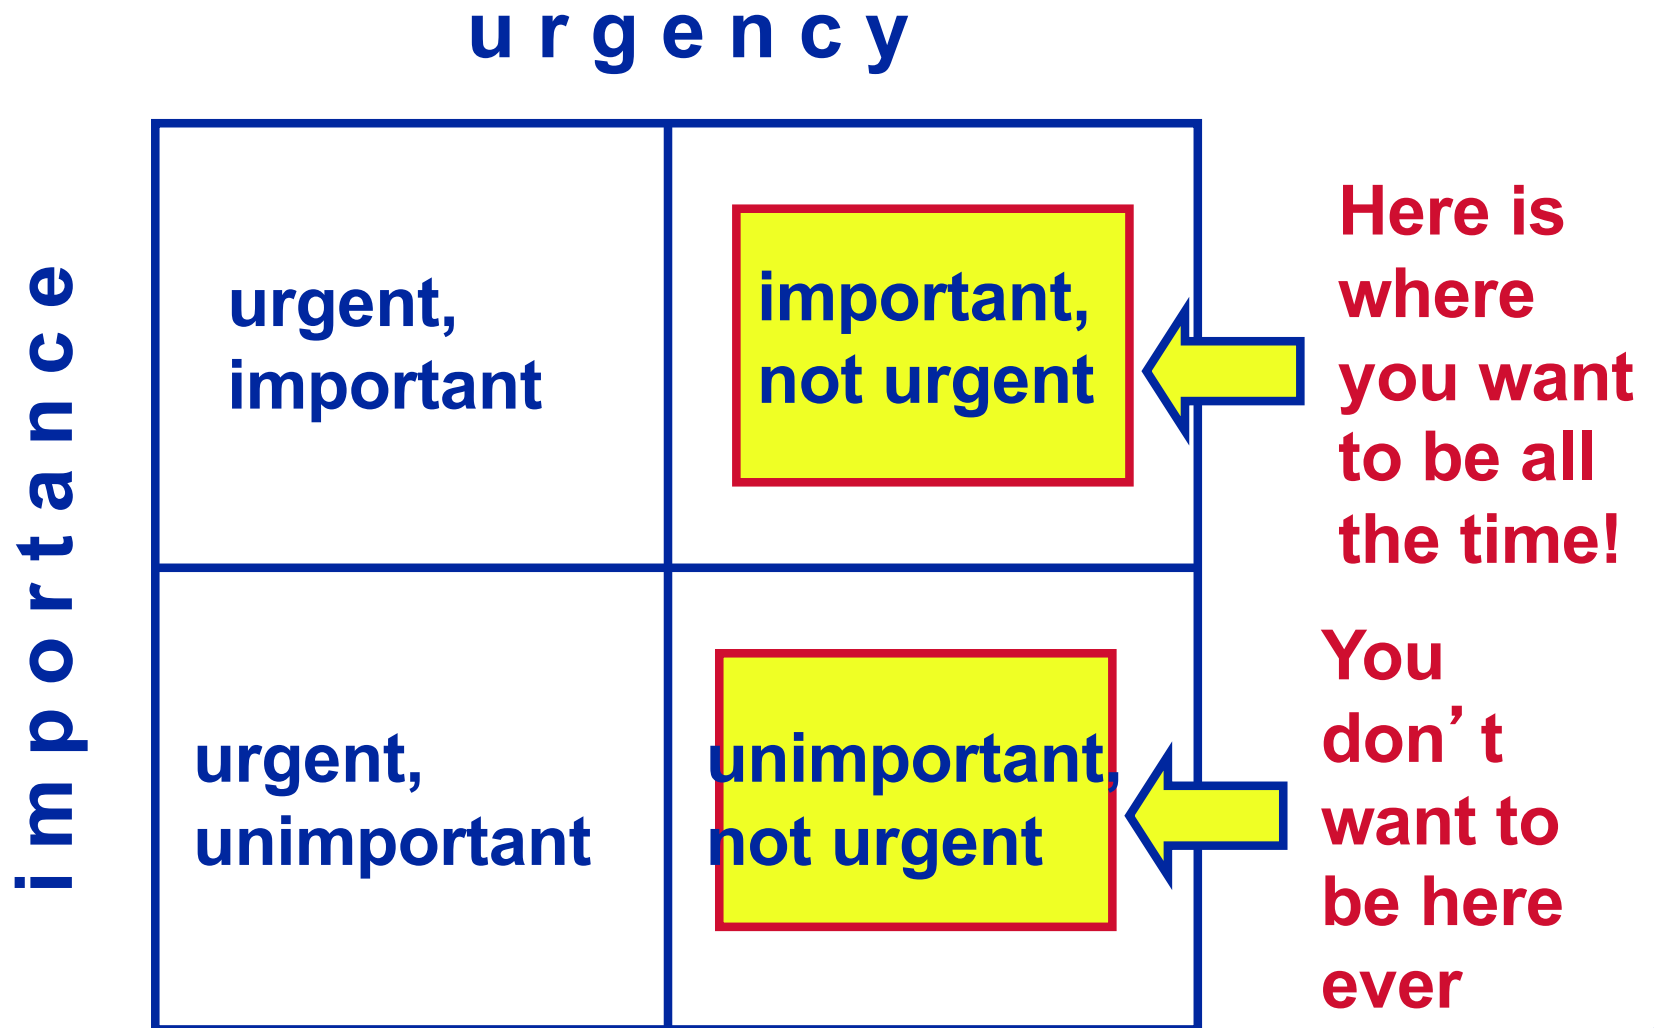 urgency
importance
urgent,
important
important,
not urgent
Here is
where
you want
to be all
the time!
urgent,
unimportant
unimportant,
not urgent
You
don’t
want to
be here
ever